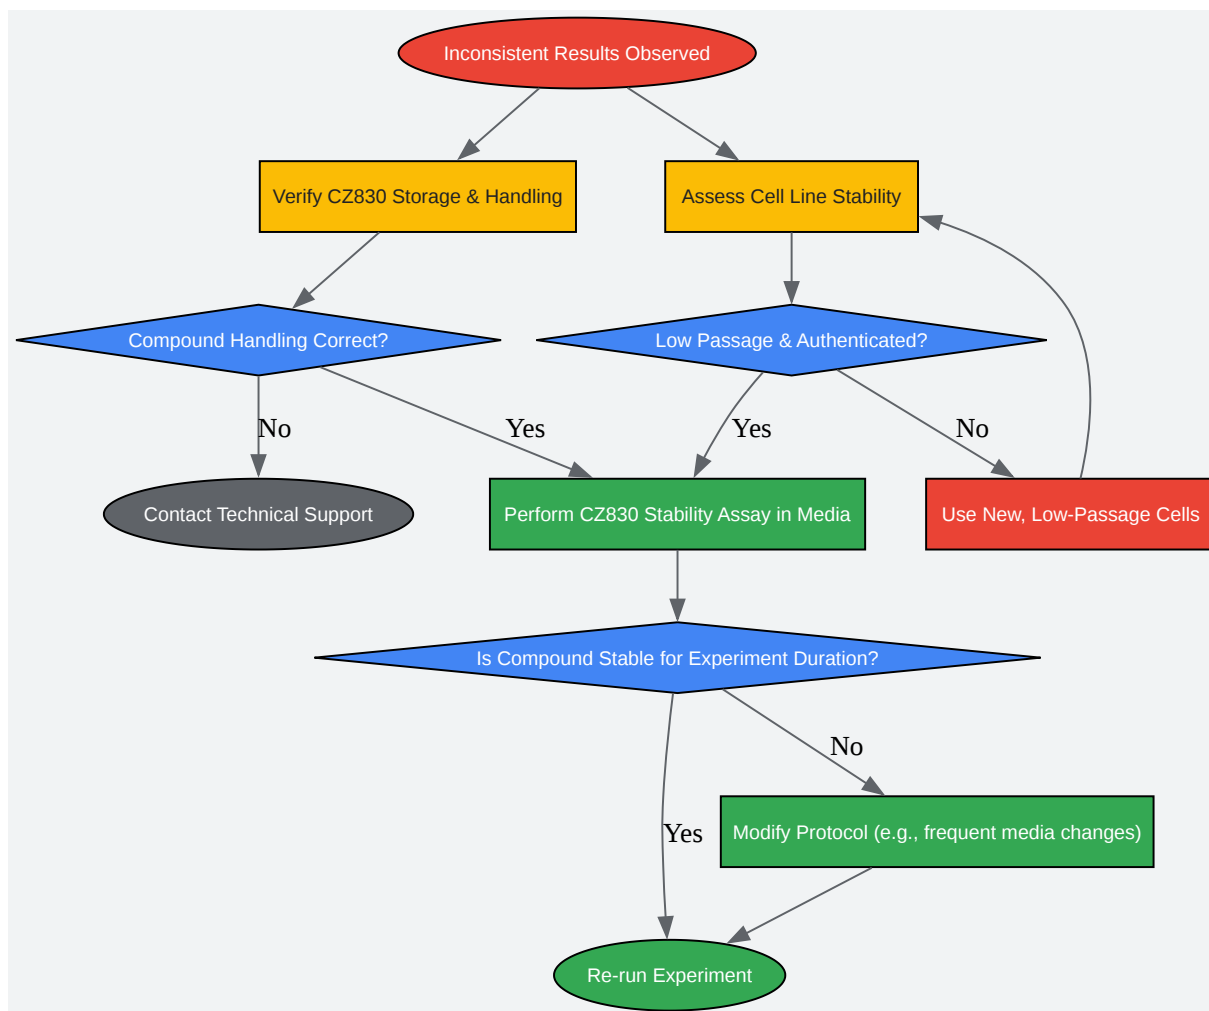 Inconsistent Results Observed
Verify CZ830 Storage & Handling
Assess Cell Line Stability
Compound Handling Correct?
Low Passage & Authenticated?
No
Yes
Yes
No
Contact Technical Support
Perform CZ830 Stability Assay in Media
Use New, Low-Passage Cells
Is Compound Stable for Experiment Duration?
No
Yes
Modify Protocol (e.g., frequent media changes)
Re-run Experiment